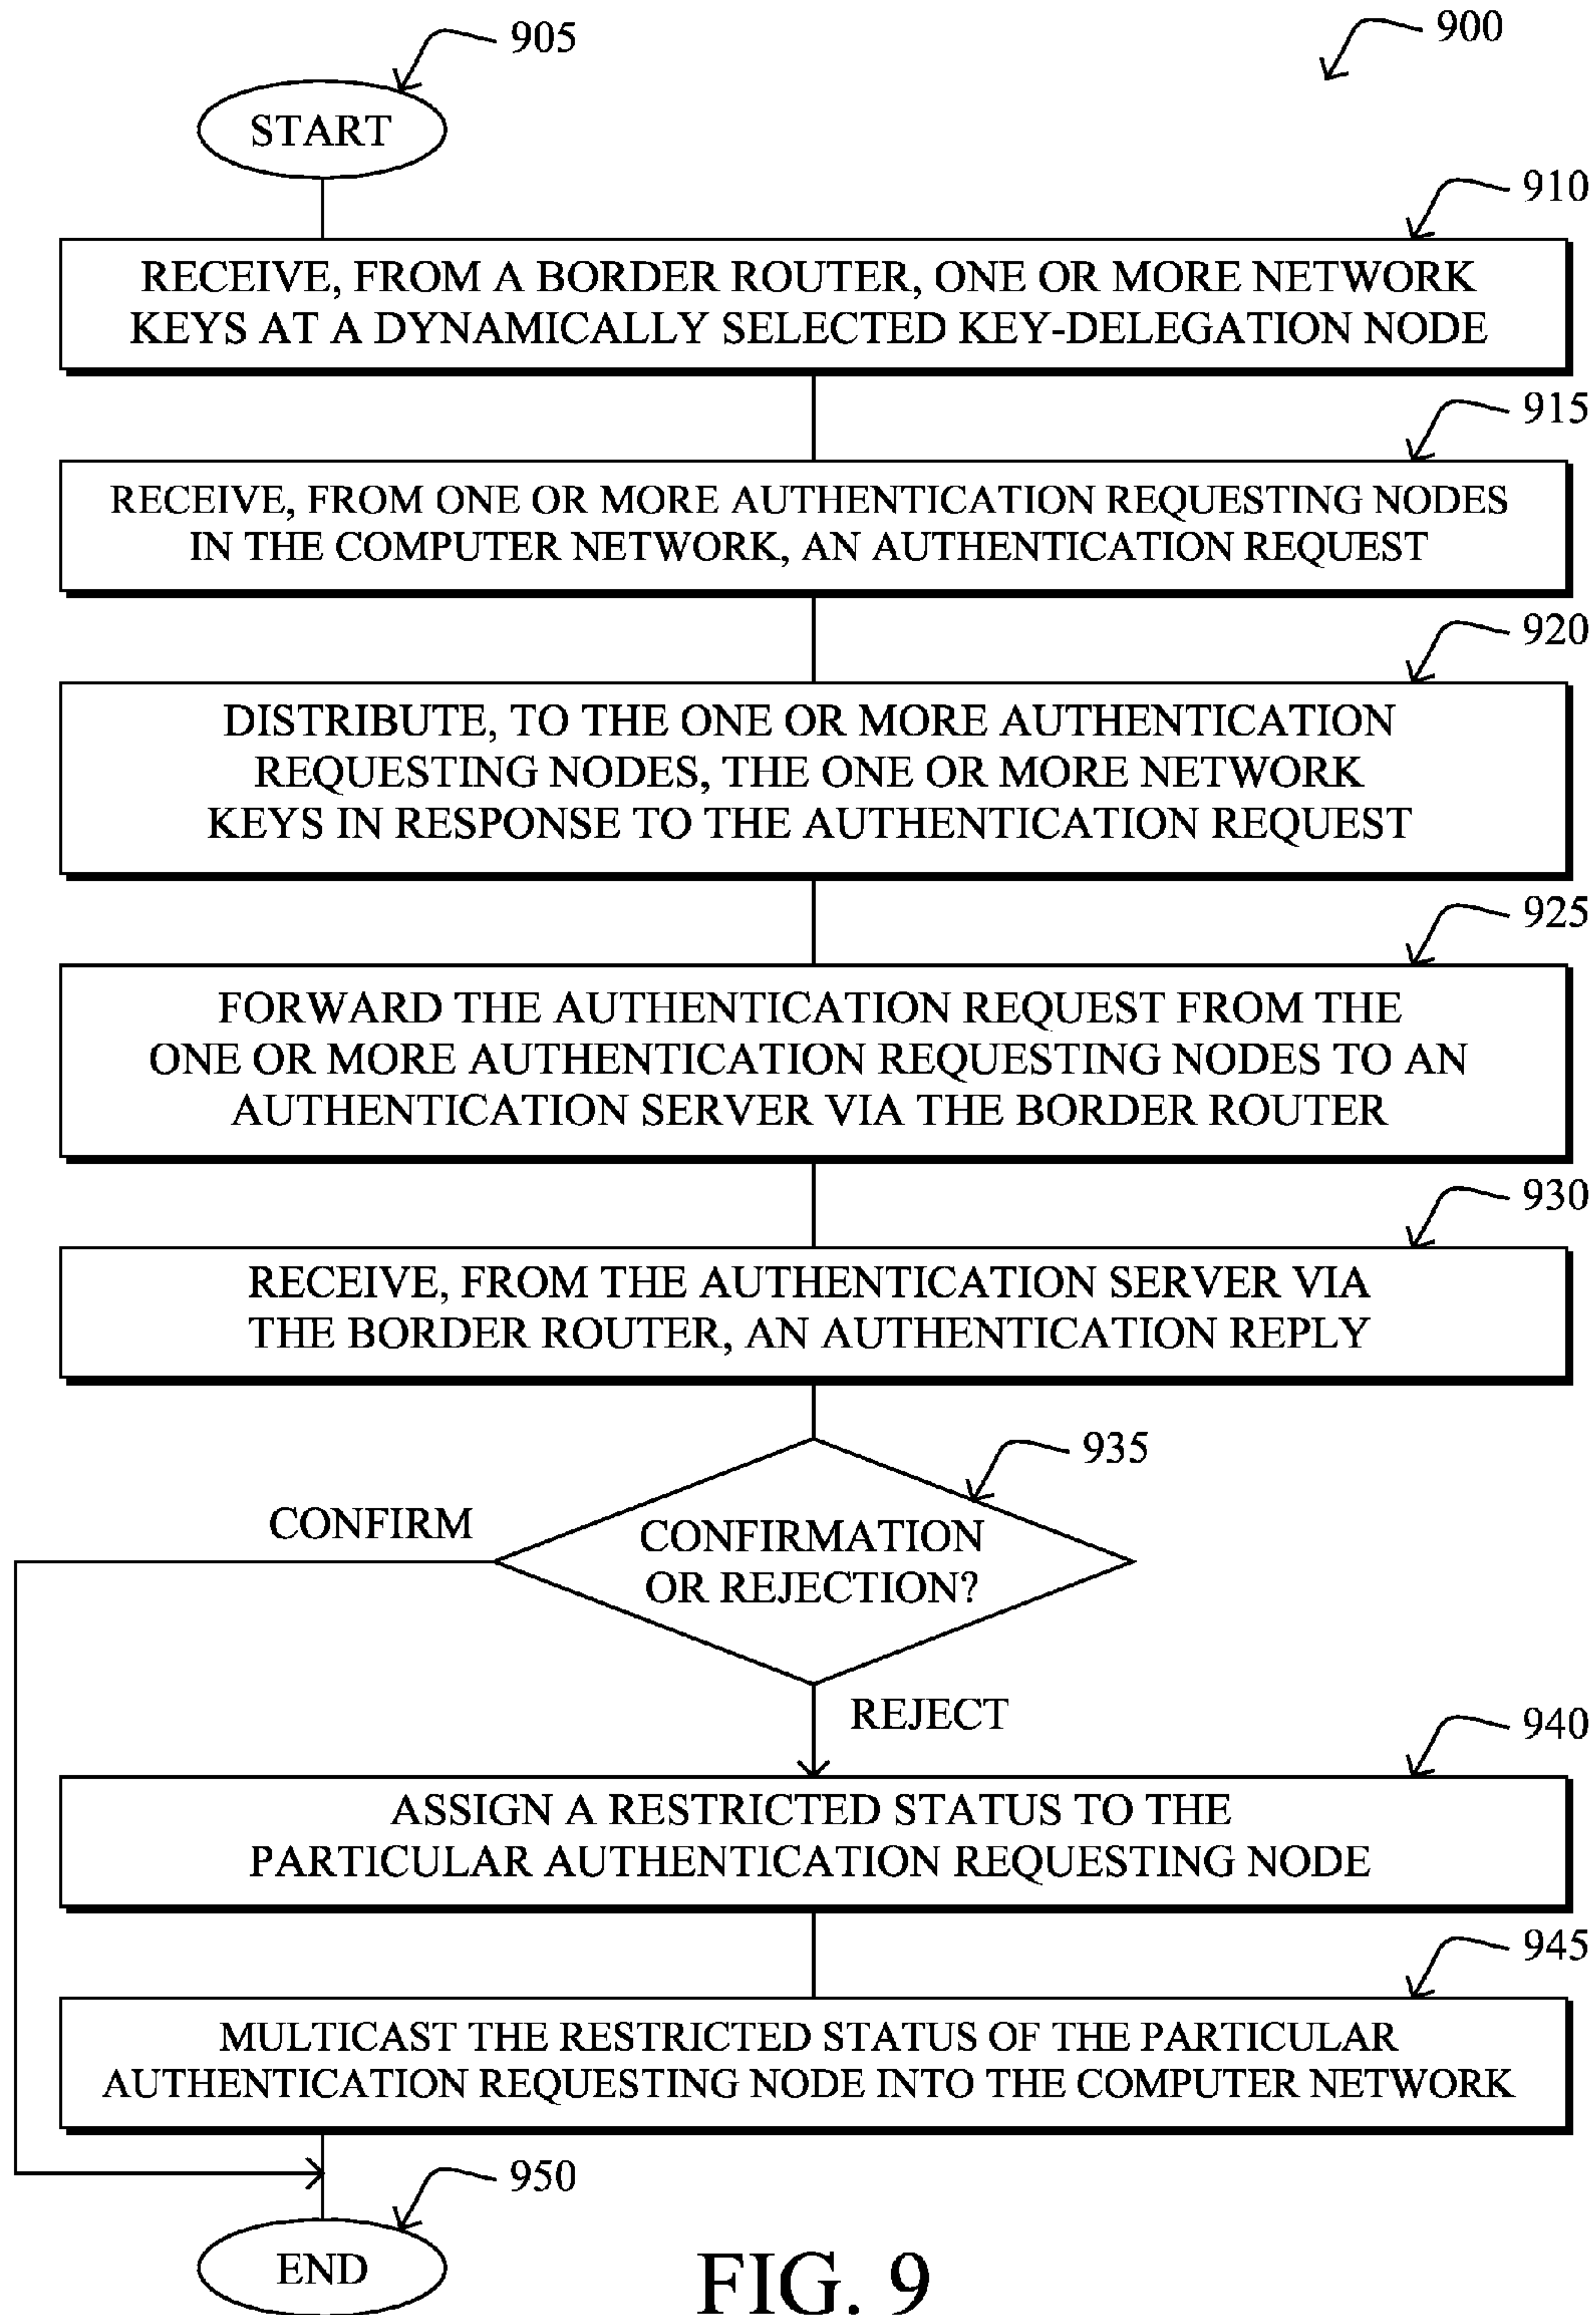 905
900
START
910
RECEIVE, FROM A BORDER ROUTER, ONE OR MORE NETWORK
KEYS AT A DYNAMICALLY SELECTED KEY-DELEGATION NODE
915
RECEIVE, FROM ONE OR MORE AUTHENTICATION REQUESTING NODES
IN THE COMPUTER NETWORK, AN AUTHENTICATION REQUEST
920
DISTRIBUTE, TO THE ONE OR MORE AUTHENTICATION
REQUESTING NODES, THE ONE OR MORE NETWORK
KEYS IN RESPONSE TO THE AUTHENTICATION REQUEST
925
FORWARD THE AUTHENTICATION REQUEST FROM THE
ONE OR MORE AUTHENTICATION REQUESTING NODES TO AN
AUTHENTICATION SERVER VIA THE BORDER ROUTER
930
RECEIVE, FROM THE AUTHENTICATION SERVER VIA
THE BORDER ROUTER, AN AUTHENTICATION REPLY
935
CONFIRM
CONFIRMATION
OR REJECTION?
REJECT
940
ASSIGN A RESTRICTED STATUS TO THE
PARTICULAR AUTHENTICATION REQUESTING NODE
945
MULTICAST THE RESTRICTED STATUS OF THE PARTICULAR
AUTHENTICATION REQUESTING NODE INTO THE COMPUTER NETWORK
950
END
FIG. 9